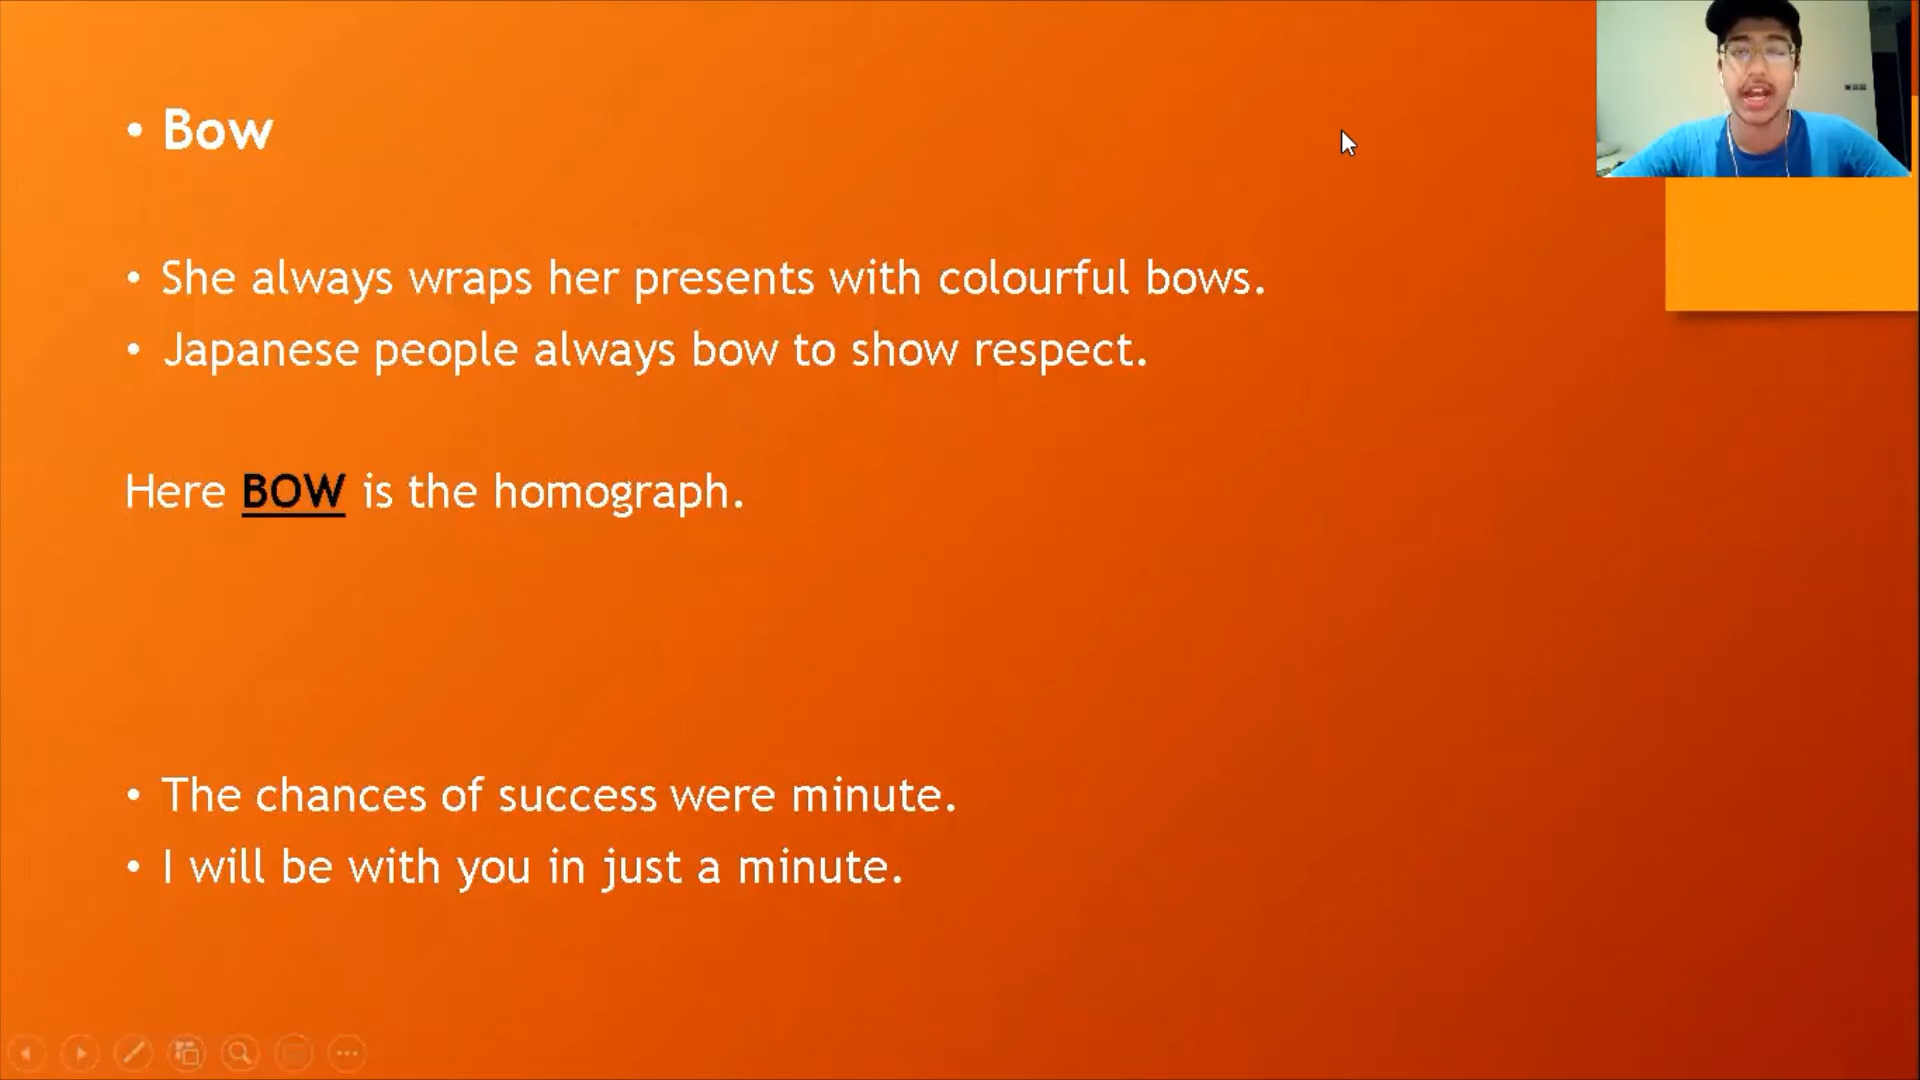 • Bow
• She always wraps her presents with colourful bows.
• Japanese people always bow to show respect.
Here BOW is the homograph.
• The chances of success were minute.
• I will be with you in just a minute.